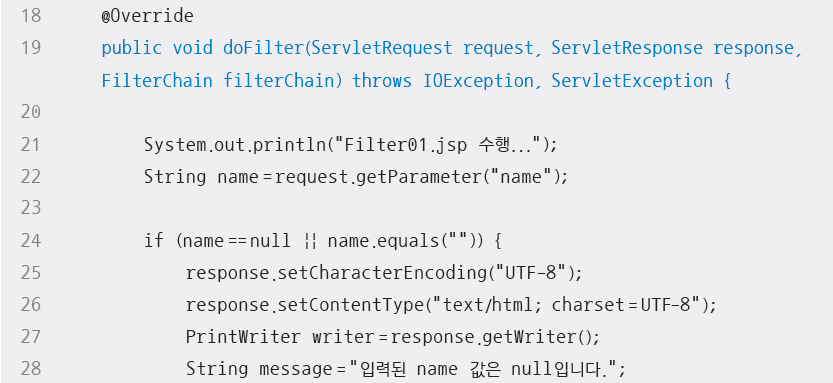 18 @Override
19 public void doFilter(ServletRequest request, ServletResponse response,
FilterChain filterChain) throws IOException, ServletException {
20
21 System.out.println("Filter01.jsp 수행...");
22 String name=request.getParameter("name");
23
24 if (name==null || name.equals("")) {
25 response.setCharacterEncoding("UTF-8");
26 response.setContentType("text/html; charset=UTF-8");
27 PrintWriter writer=response.getWriter();
28 String message="입력된 name 값은 null입니다.";